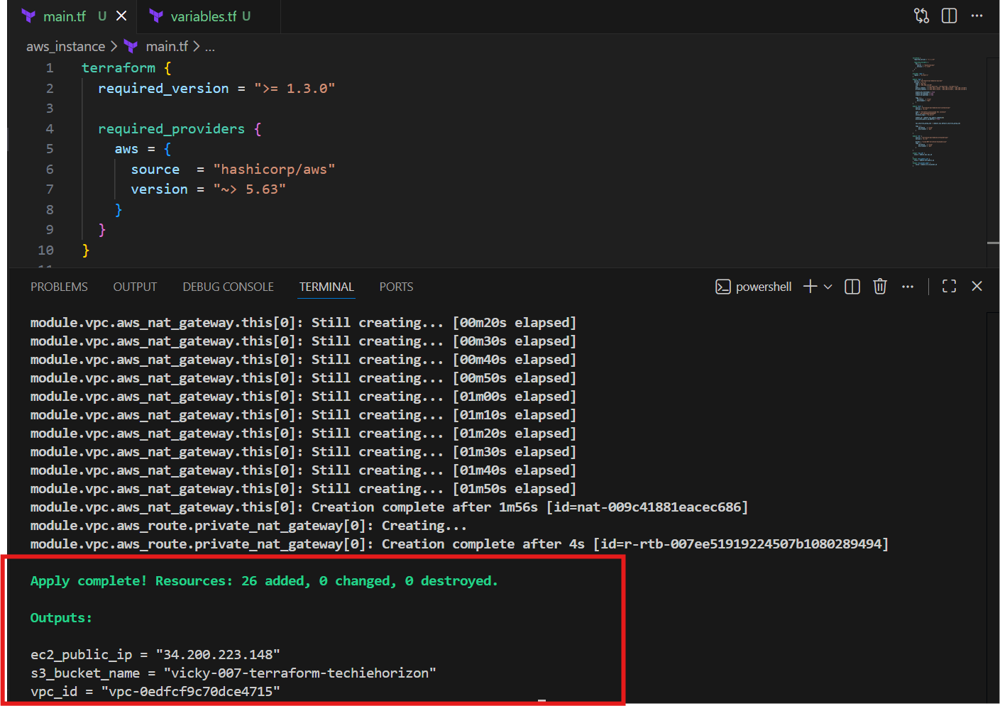 main.tf U
variables.tf U
aws_instance > main.tf > ...
1 terraform {
2 required_version = ">= 1.3.0"
3
4 required_providers {
5 aws = {
6 source = "hashicorp/aws"
7 version = "~> 5.63"
8 }
9 }
10 }
11
PROBLEMS OUTPUT DEBUG CONSOLE TERMINAL PORTS powershell
module.vpc.aws_nat_gateway.this[0]: Still creating... [00m20s elapsed]
module.vpc.aws_nat_gateway.this[0]: Still creating... [00m30s elapsed]
module.vpc.aws_nat_gateway.this[0]: Still creating... [00m40s elapsed]
module.vpc.aws_nat_gateway.this[0]: Still creating... [00m50s elapsed]
module.vpc.aws_nat_gateway.this[0]: Still creating... [01m00s elapsed]
module.vpc.aws_nat_gateway.this[0]: Still creating... [01m10s elapsed]
module.vpc.aws_nat_gateway.this[0]: Still creating... [01m20s elapsed]
module.vpc.aws_nat_gateway.this[0]: Still creating... [01m30s elapsed]
module.vpc.aws_nat_gateway.this[0]: Still creating... [01m40s elapsed]
module.vpc.aws_nat_gateway.this[0]: Still creating... [01m50s elapsed]
module.vpc.aws_nat_gateway.this[0]: Creation complete after 1m56s [id=nat-009c41881eacec686]
module.vpc.aws_route.private_nat_gateway[0]: Creating...
module.vpc.aws_route.private_nat_gateway[0]: Creation complete after 4s [id=r-rtb-007ee51919224507b1080289494]
Apply complete! Resources: 26 added, 0 changed, 0 destroyed.
Outputs:
ec2_public_ip = "34.200.223.148"
s3_bucket_name = "vicky-007-terraform-techiehorizon"
vpc_id = "vpc-0edfcf9c70dce4715"